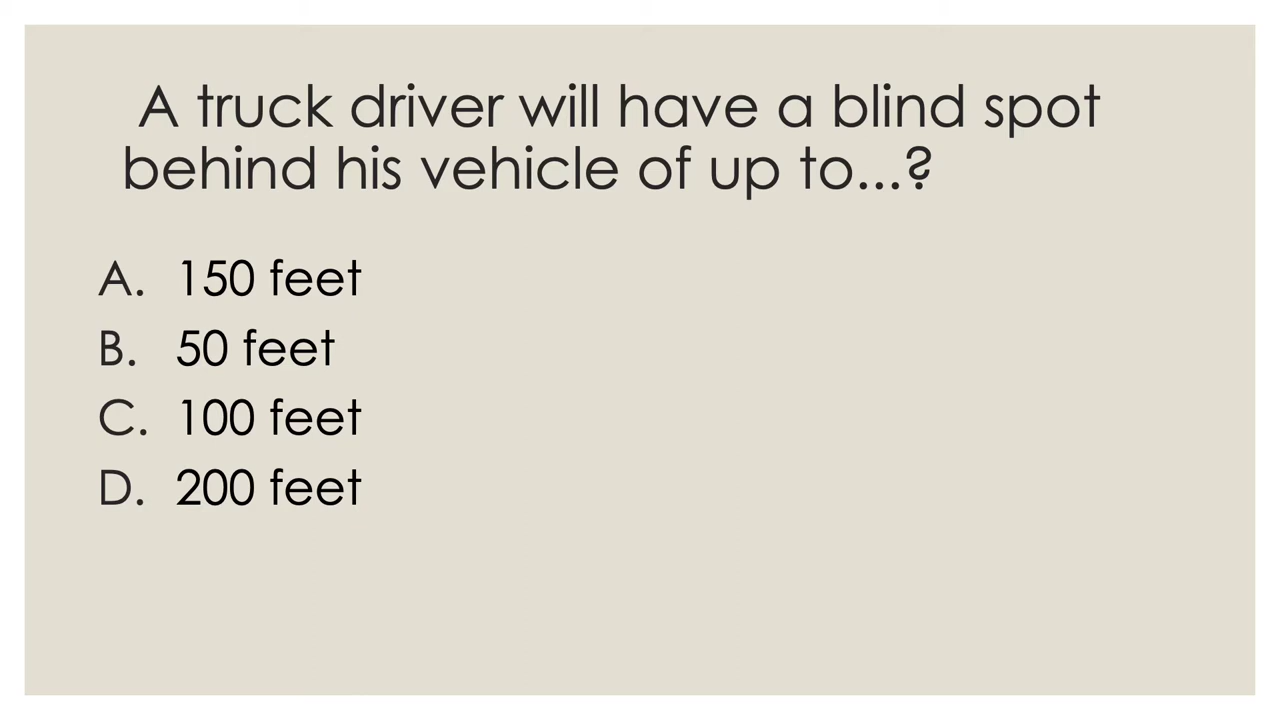 A truck driver will have a blind spot
behind his vehicle of up to...?
A. 150 feet
B. 50 feet
C. 100 feet
D. 200 feet